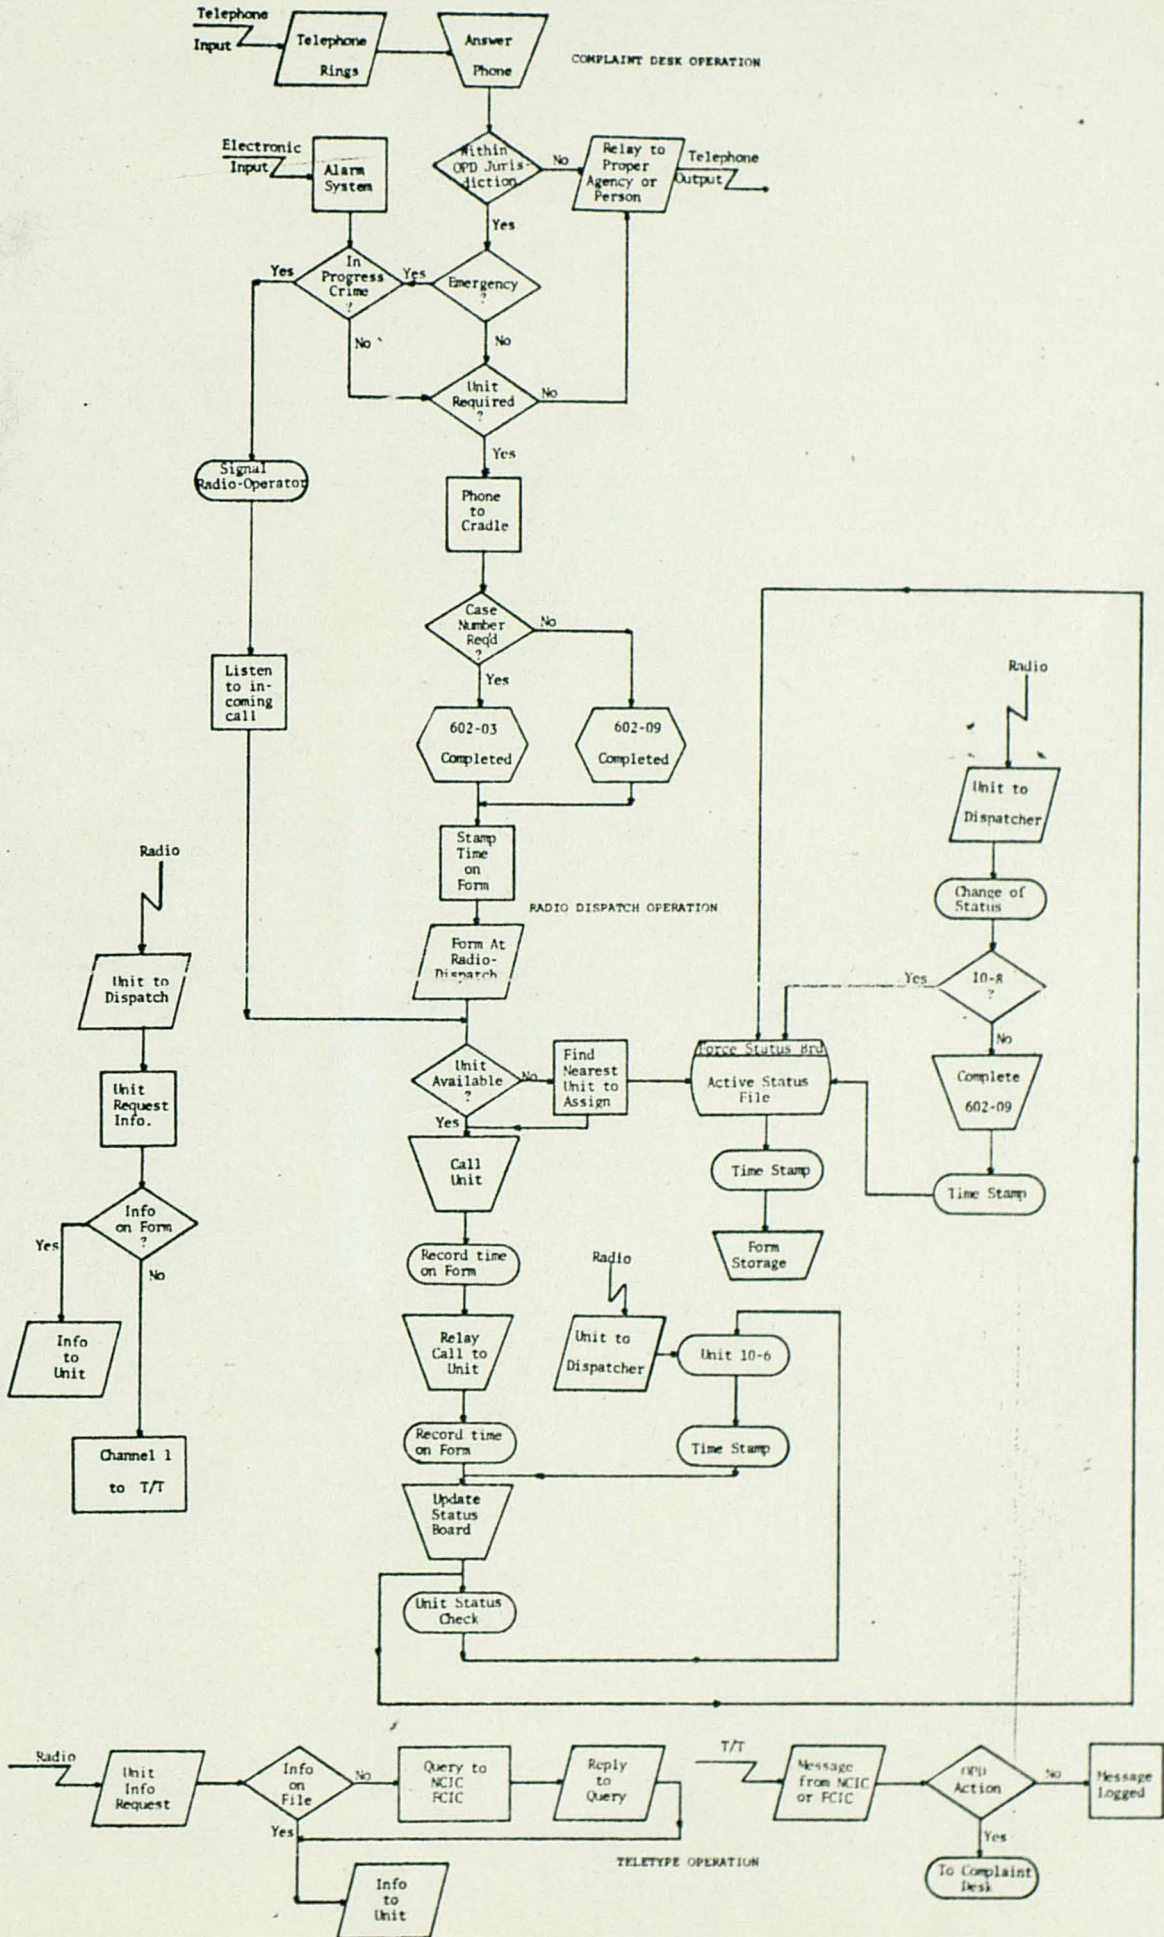 Telephone
Input
Telephone
Rings
Answer
Phone
COMPLAINT DESK OPERATION
Electronic
Input
Alarm
System
Within
OPD Juris-
diction
No
Relay to
Proper
Agency or
Person
Telephone
Output
Yes
Yes
In
Progress
Crime
?
Yes
Emergency
?
No
No
Unit
Required
?
No
Yes
Signal
Radio-Operator
Phone
to
Cradle
Case
Number
Req'd
?
No
Yes
Listen
to in-
coming
call
602-03
Completed
602-09
Completed
Radio
Unit to
Dispatcher
Stamp
Time
on
Form
Change of
Status
RADIO DISPATCH OPERATION
Radio
Form At
Radio-
Dispatch
Unit to
Dispatch
Yes
10-8
?
No
Unit
Available
?
No
Yes
Find
Nearest
Unit to
Assign
Force Status Brd
Active Status
File
Complete
602-09
Unit
Request
Info.
Call
Unit
Time Stamp
Time Stamp
Info
on Form
?
Yes
No
Record time
on Form
Form
Storage
Radio
Info
to
Unit
Relay
Call to
Unit
Unit to
Dispatcher
Unit 10-6
Record time
on Form
Time Stamp
Channel 1
to T/T
Update
Status
Board
Unit Status
Check
Radio
Unit
Info
Request
Info
on
File
No
Yes
Query to
NCIC
FCIC
Reply
to
Query
T/T
Message
from NCIC
or FCIC
OPD
Action
No
Message
Logged
Yes
TELETYPE OPERATION
Info
to
Unit
To Complaint
Desk